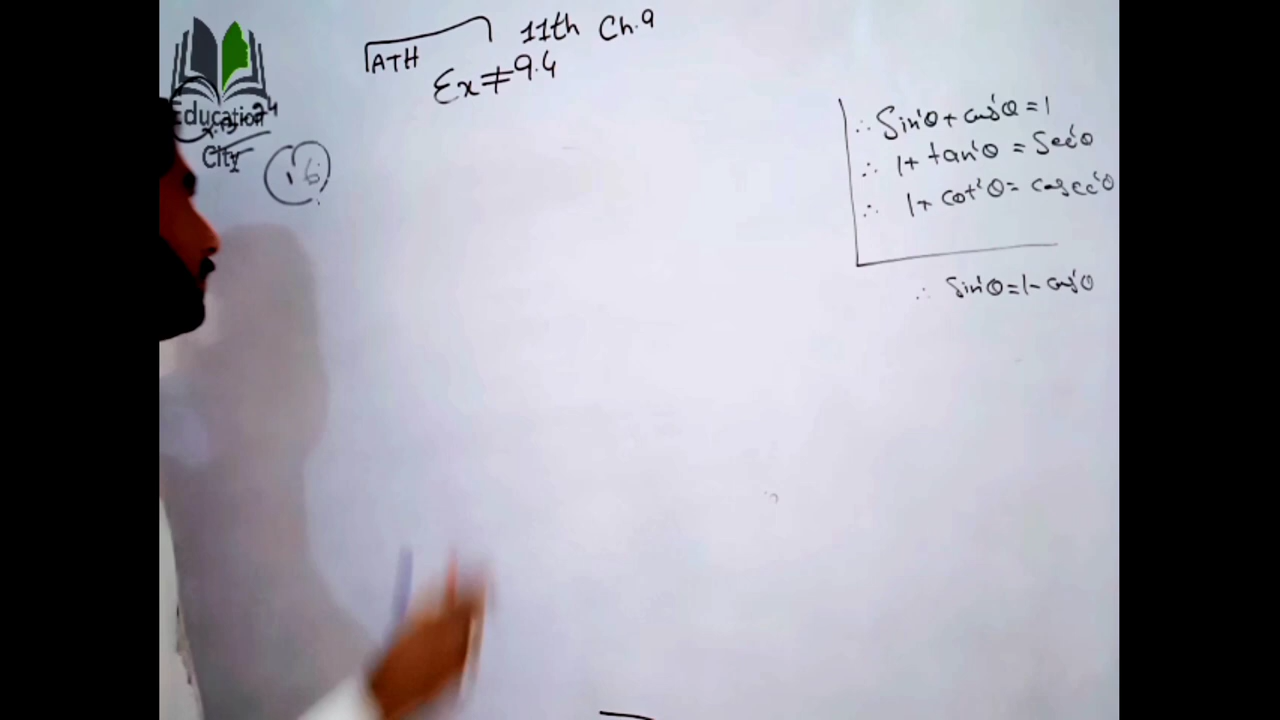 11th Ch.9
MATH
Ex≠9.4
Education
City
∴ Sin²θ + cos²θ = 1
∴ 1+ tan²θ = Sec²θ
∴ 1+ cot²θ = cosec²θ
∴ Sin²θ = 1 - cos²θ